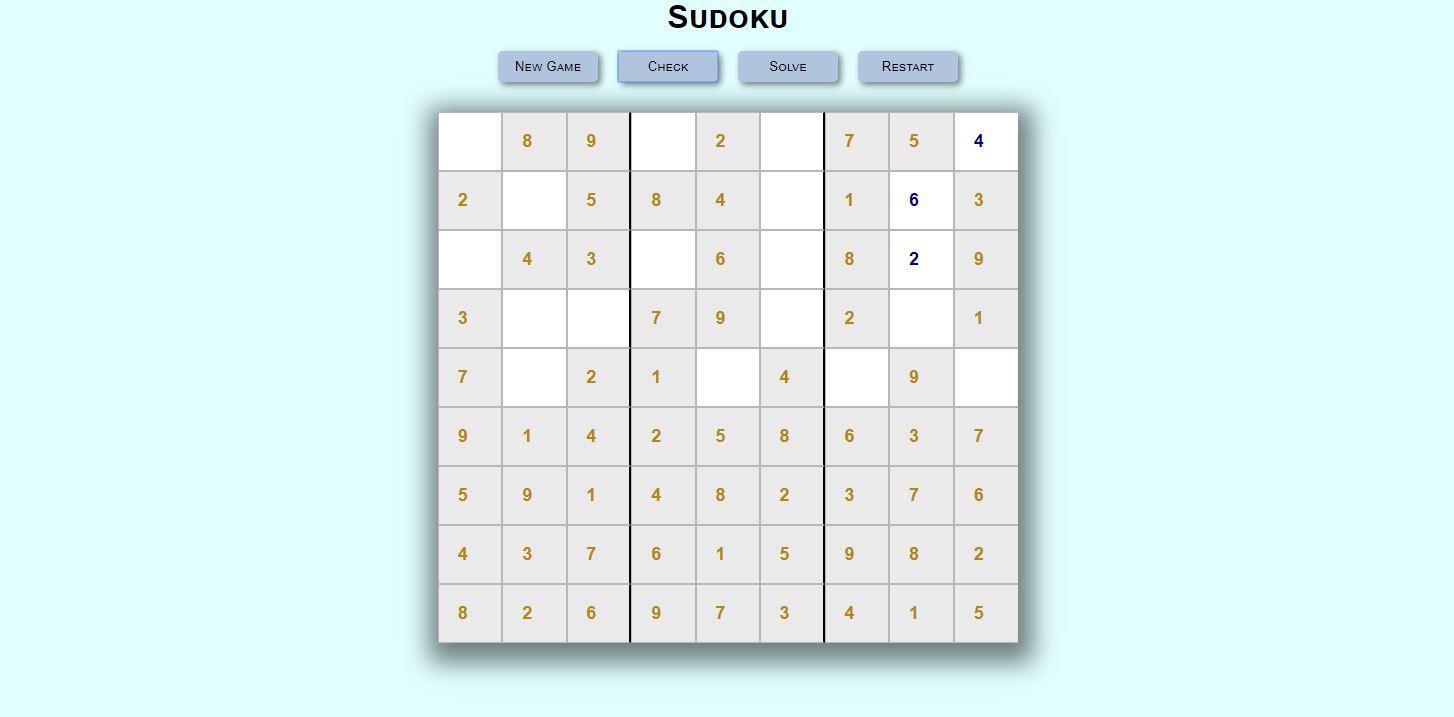 Sudoku
New Game Check Solve Restart
8 9 2 7 5 4
2 5 8 4 1 6 3
4 3 6 8 2 9
3 7 9 2 1
7 2 1 4 9
9 1 4 2 5 8 6 3 7
5 9 1 4 8 2 3 7 6
4 3 7 6 1 5 9 8 2
8 2 6 9 7 3 4 1 5